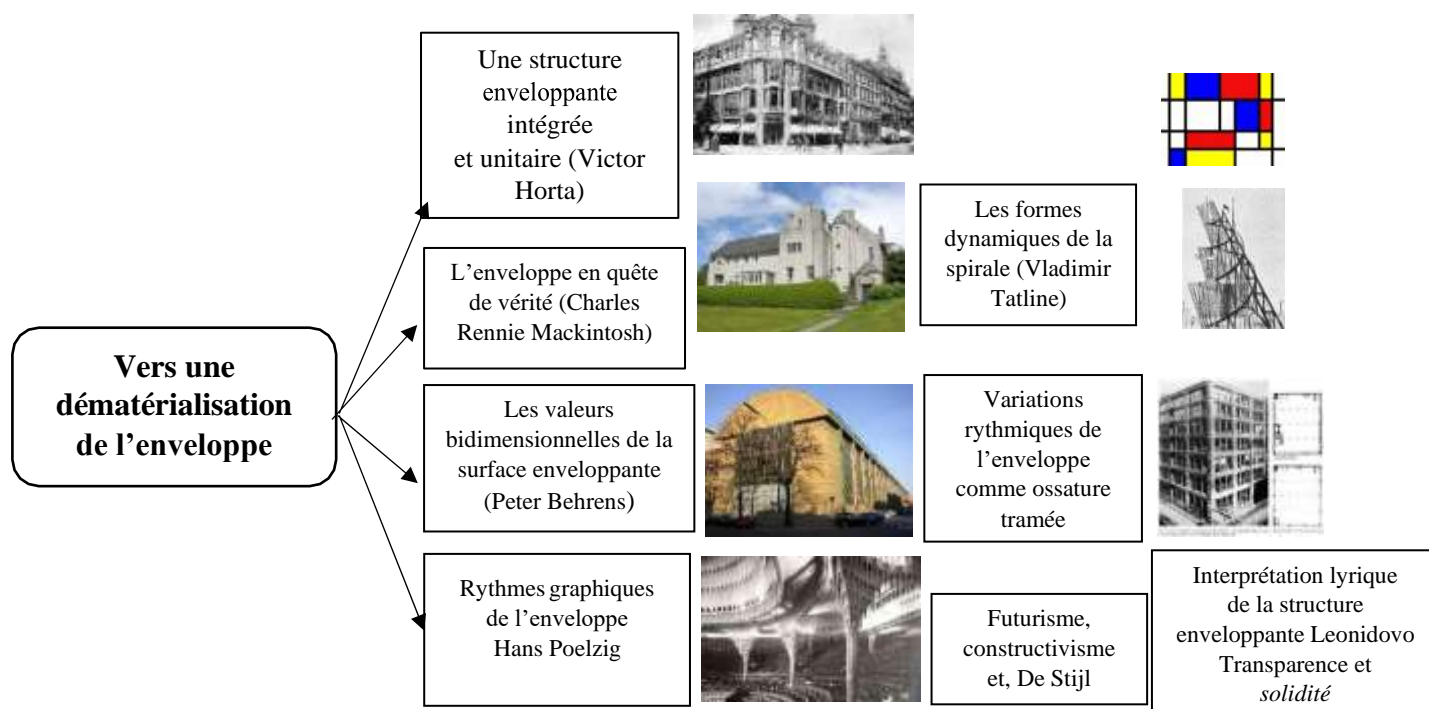 Vers une
dématérialisation
de l’enveloppe
Une structure
enveloppante
intégrée
et unitaire (Victor
Horta)
L’enveloppe en quête
de vérité (Charles
Rennie Mackintosh)
Les valeurs
bidimensionnelles de la
surface enveloppante
(Peter Behrens)
Rythmes graphiques
de l’enveloppe
Hans Poelzig
Les formes
dynamiques de la
spirale (Vladimir
Tatline)
Variations
rythmiques de
l’enveloppe
comme ossature
tramée
Futurisme,
constructivisme
et, De Stijl
Interprétation lyrique
de la structure
enveloppante Leonidovo
Transparence et
solidité